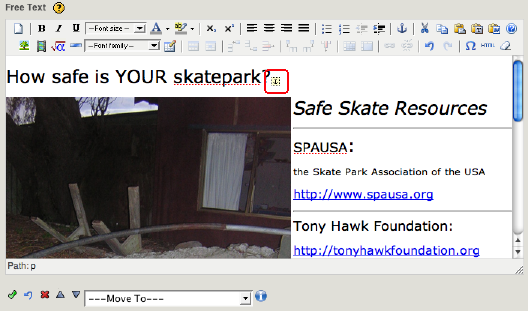 Free Text ?
B I U --Font size-- A
--Font family-- Ω HTML
How safe is YOUR skatepark?
Safe Skate Resources
SPAUSA:
the Skate Park Association of the USA
http://www.spausa.org
Tony Hawk Foundation:
http://tonyhawkfoundation.org
Path: p
---Move To---